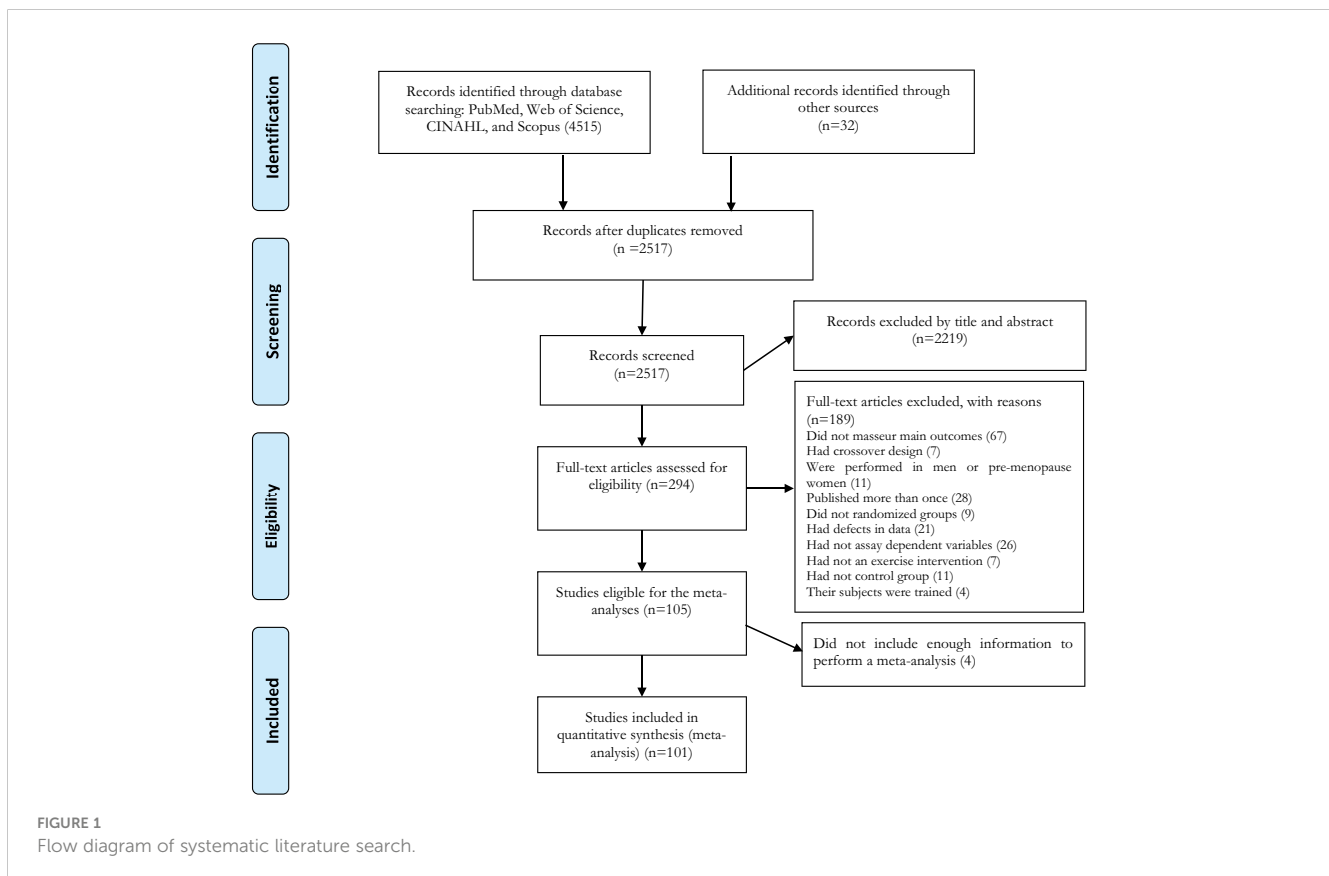 Identification
Records identified through database
searching: PubMed, Web of Science,
CINAHL, and Scopus (4515)
Additional records identified through
other sources
(n=32)
Records after duplicates removed
(n =2517)
Screening
Records screened
(n=2517)
Records excluded by title and abstract
(n=2219)
Eligibility
Full-text articles assessed for
eligibility (n=294)
Full-text articles excluded, with reasons
(n=189)
Did not masseur main outcomes (67)
Had crossover design (7)
Were performed in men or pre-menopause
women (11)
Published more than once (28)
Did not randomized groups (9)
Had defects in data (21)
Had not assay dependent variables (26)
Had not an exercise intervention (7)
Had not control group (11)
Their subjects were trained (4)
Studies eligible for the meta-
analyses (n=105)
Did not include enough information to
perform a meta-analysis (4)
Included
Studies included in
quantitative synthesis (meta-
analysis) (n=101)
FIGURE 1
Flow diagram of systematic literature search.